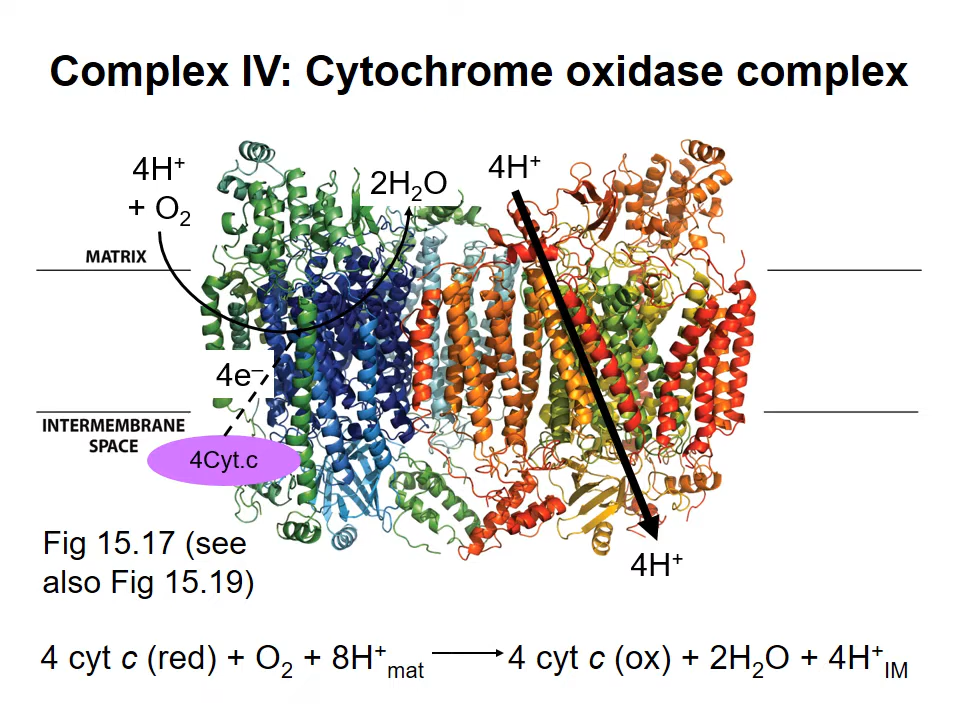 Complex IV: Cytochrome oxidase complex
4H⁺
+ O₂
2H₂O
4H⁺
MATRIX
4e⁻
INTERMEMBRANE
SPACE
4Cyt.c
Fig 15.17 (see
also Fig 15.19)
4H⁺
4 cyt c (red) + O₂ + 8H⁺mat ⟶ 4 cyt c (ox) + 2H₂O + 4H⁺IM